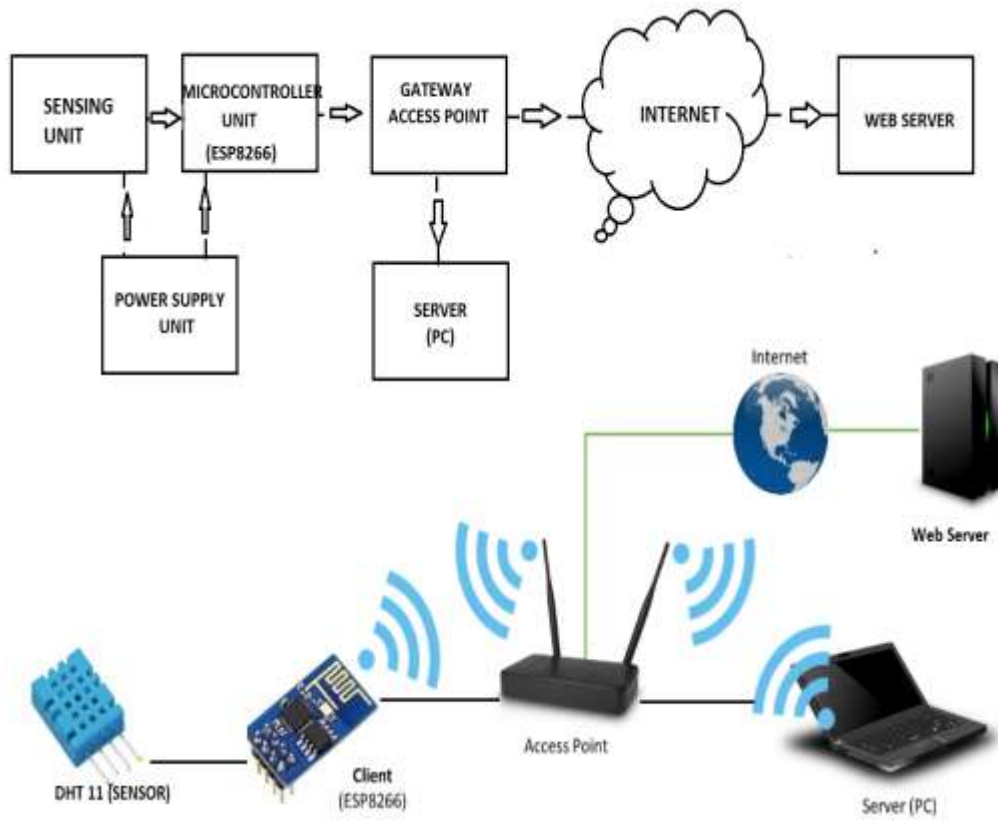 SENSING
UNIT
MICROCONTROLLER
UNIT
(ESP8266)
GATEWAY
ACCESS POINT
INTERNET
WEB SERVER
POWER SUPPLY
UNIT
SERVER
(PC)
Internet
Web Server
Access Point
DHT 11 (SENSOR)
Client
(ESP8266)
Server (PC)